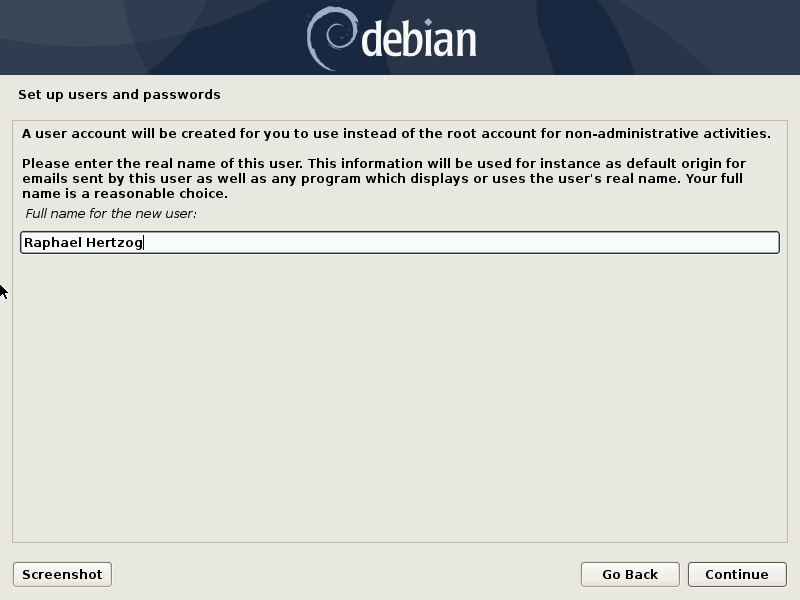 debian
Set up users and passwords
A user account will be created for you to use instead of the root account for non-administrative activities.
Please enter the real name of this user. This information will be used for instance as default origin for
emails sent by this user as well as any program which displays or uses the user's real name. Your full
name is a reasonable choice.
Full name for the new user:
Raphael Hertzog
Screenshot
Go Back
Continue